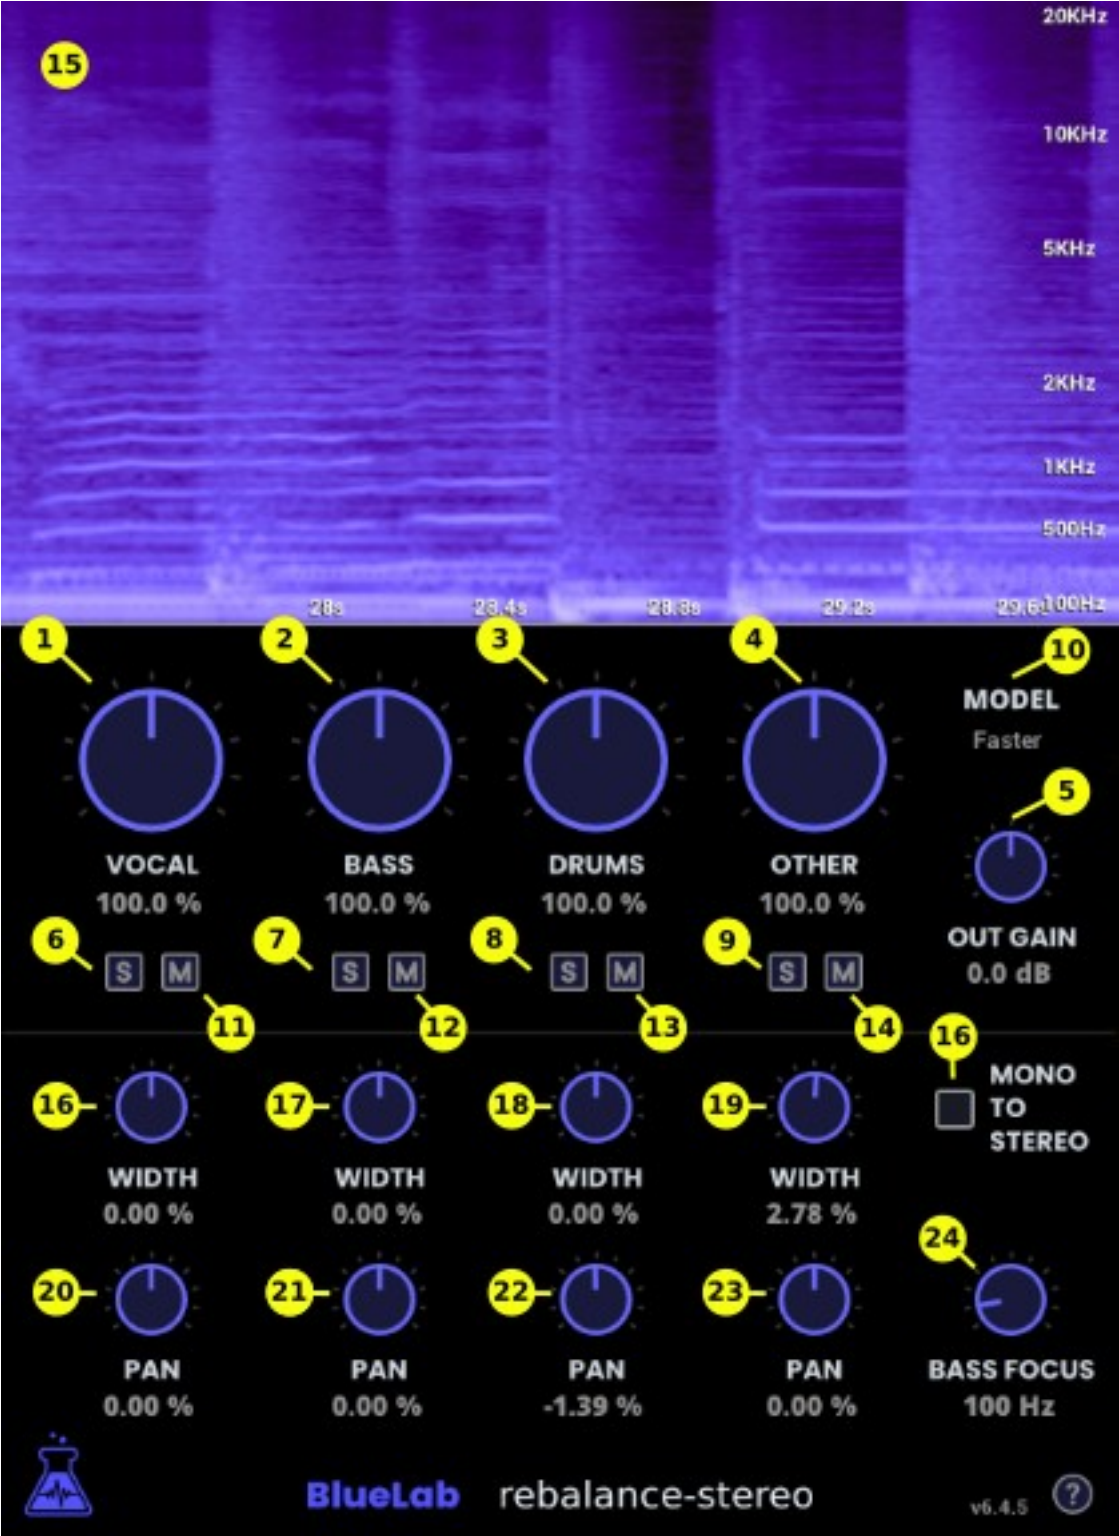 20KHz
15
10KHz
5KHz
2KHz
1KHz
500Hz
28s 28.4s 28.8s 29.2s 29.6s 100Hz
1 2 3 4 10
MODEL
Faster
5
VOCAL BASS DRUMS OTHER
100.0 % 100.0 % 100.0 % 100.0 %
OUT GAIN
0.0 dB
6 7 8 9
S M S M S M S M
11 12 13 14 16
MONO
TO
STEREO
16 17 18 19
WIDTH WIDTH WIDTH WIDTH
0.00 % 0.00 % 0.00 % 2.78 %
24
20 21 22 23
PAN PAN PAN PAN BASS FOCUS
0.00 % 0.00 % -1.39 % 0.00 % 100 Hz
BlueLab rebalance-stereo v6.4.5 ?